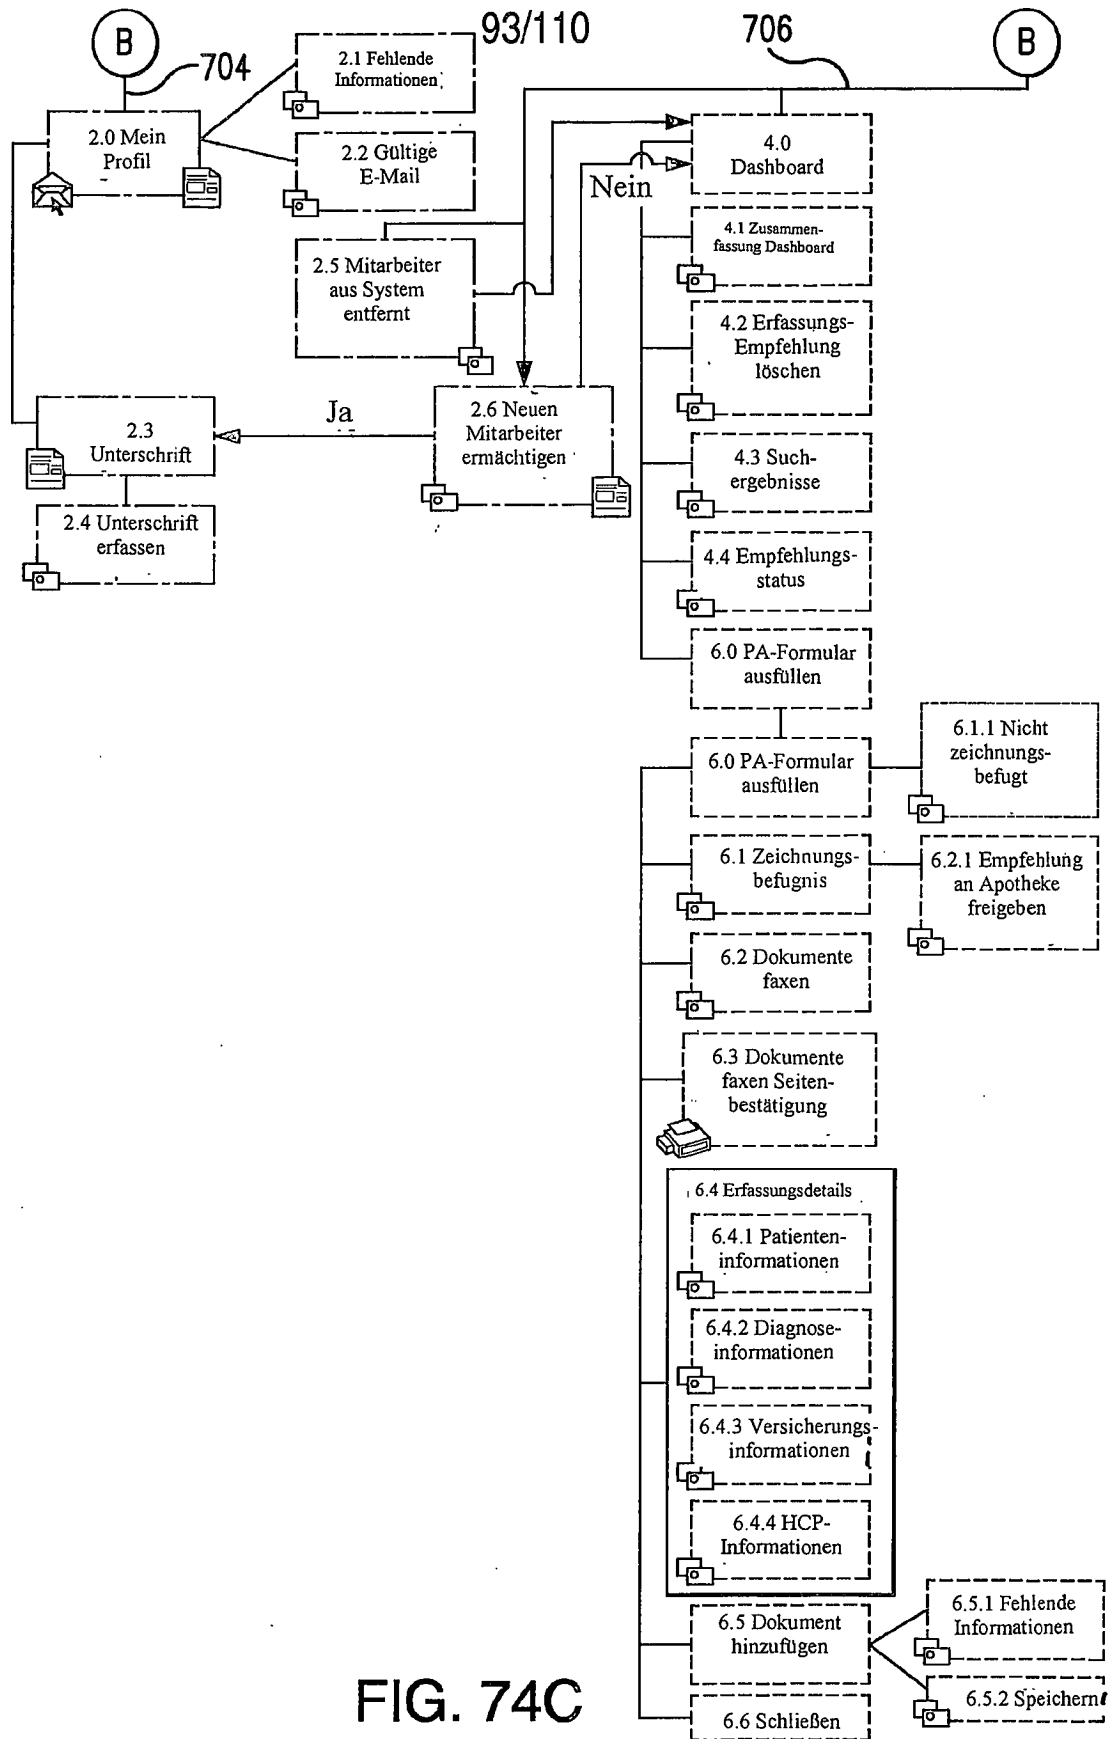 93/110
B
704
706
B
2.0 Mein
Profil
2.1 Fehlende
Informationen
2.2 Gültige
E-Mail
2.5 Mitarbeiter
aus System
entfernt
Nein
2.6 Neuen
Mitarbeiter
ermächtigen
Ja
2.3
Unterschrift
2.4 Unterschrift
erfassen
4.0
Dashboard
4.1 Zusammen-
fassung Dashboard
4.2 Erfassungs-
Empfehlung
löschen
4.3 Such-
ergebnisse
4.4 Empfehlungs-
status
6.0 PA-Formular
ausfüllen
6.0 PA-Formular
ausfüllen
6.1.1 Nicht
zeichnungs-
befugt
6.1 Zeichnungs-
befugnis
6.2.1 Empfehlung
an Apotheke
freigeben
6.2 Dokumente
faxen
6.3 Dokumente
faxen Seiten-
bestätigung
6.4 Erfassungsdetails
6.4.1 Patienten-
informationen
6.4.2 Diagnose-
informationen
6.4.3 Versicherungs-
informationen
6.4.4 HCP-
Informationen
6.5 Dokument
hinzufügen
6.5.1 Fehlende
Informationen
6.5.2 Speichern
6.6 Schließen
FIG. 74C